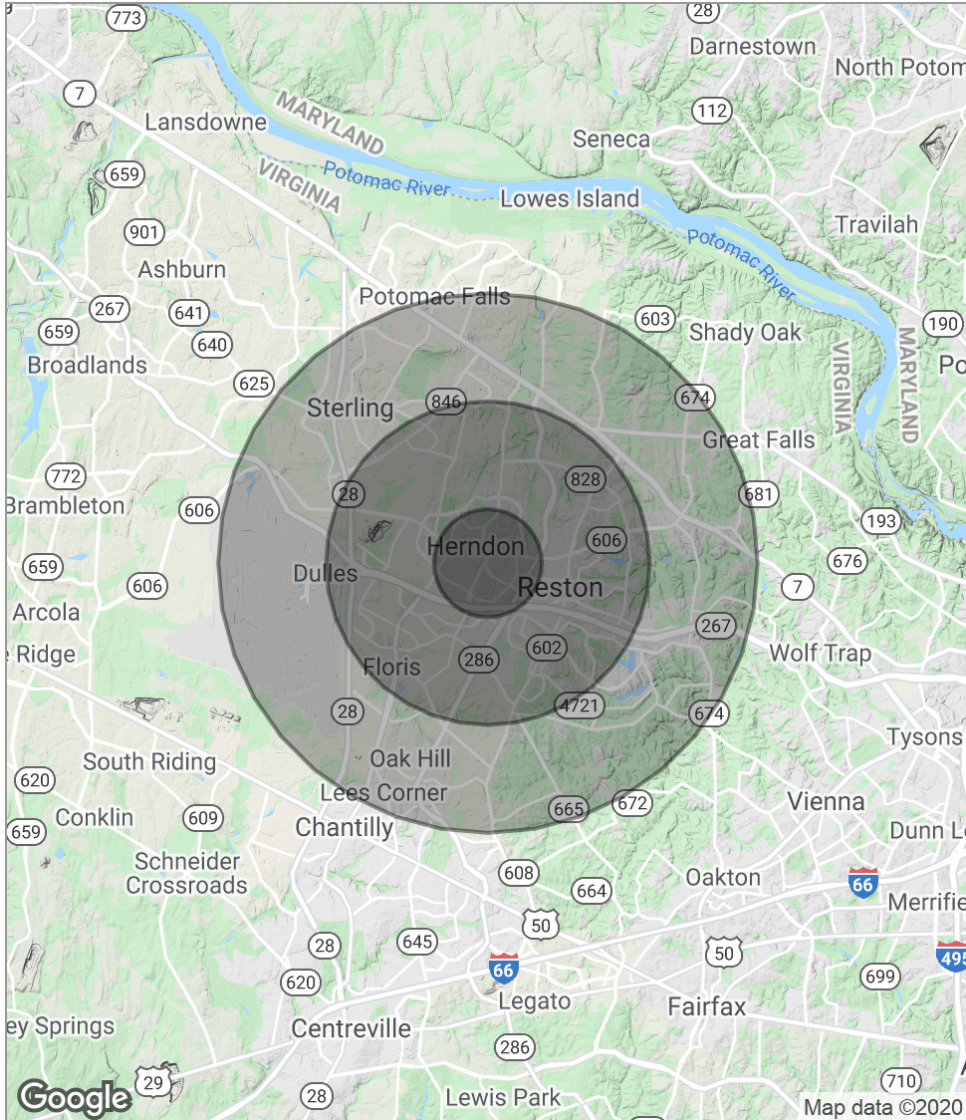 773
28
Darnestown
North Potom
7
112
Lansdowne
MARYLAND
Seneca
VIRGINIA
659
Potomac River
Lowes Island
Travilah
901
Potomac River
Ashburn
Potomac Falls
267
641
603
190
659
640
Shady Oak
Broadlands
VIRGINIA
MARYLAND
Po
625
674
Sterling
846
Great Falls
772
828
28
681
Brambleton
606
193
Herndon
606
676
659
Dulles
606
Reston
7
Arcola
267
e Ridge
602
Wolf Trap
Floris
286
28
4721
674
Tysons
South Riding
Oak Hill
620
Lees Corner
672
Vienna
Conklin
609
665
659
Chantilly
Dunn Lo
Schneider
Crossroads
608
664
Oakton
66
Merrifie
50
28
645
50
495
66
699
620
Legato
Fairfax
ey Springs
Centreville
286
29
28
Lewis Park
710
Google
Map data ©2020